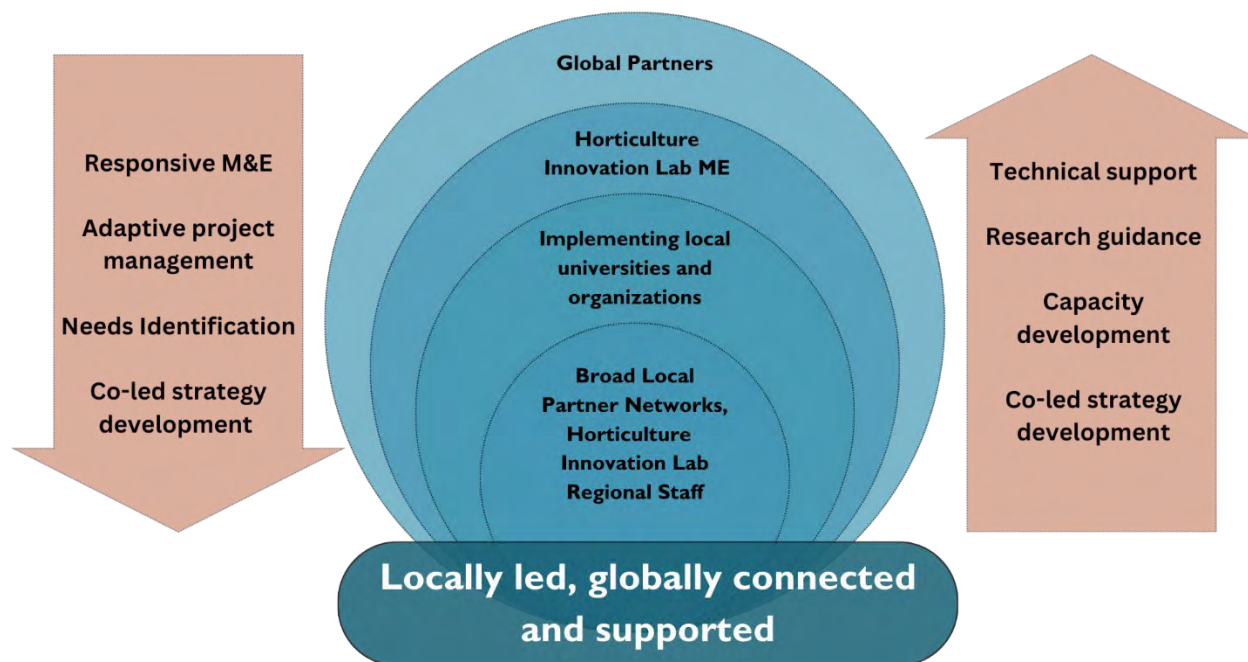 Responsive M&E
Adaptive project
management
Needs Identification
Co-led strategy
development
Global Partners
Horticulture
Innovation Lab ME
Implementing local
universities and
organizations
Broad Local
Partner Networks,
Horticulture
Innovation Lab
Regional Staff
Technical support
Research guidance
Capacity
development
Co-led strategy
development
Locally led, globally connected
and supported